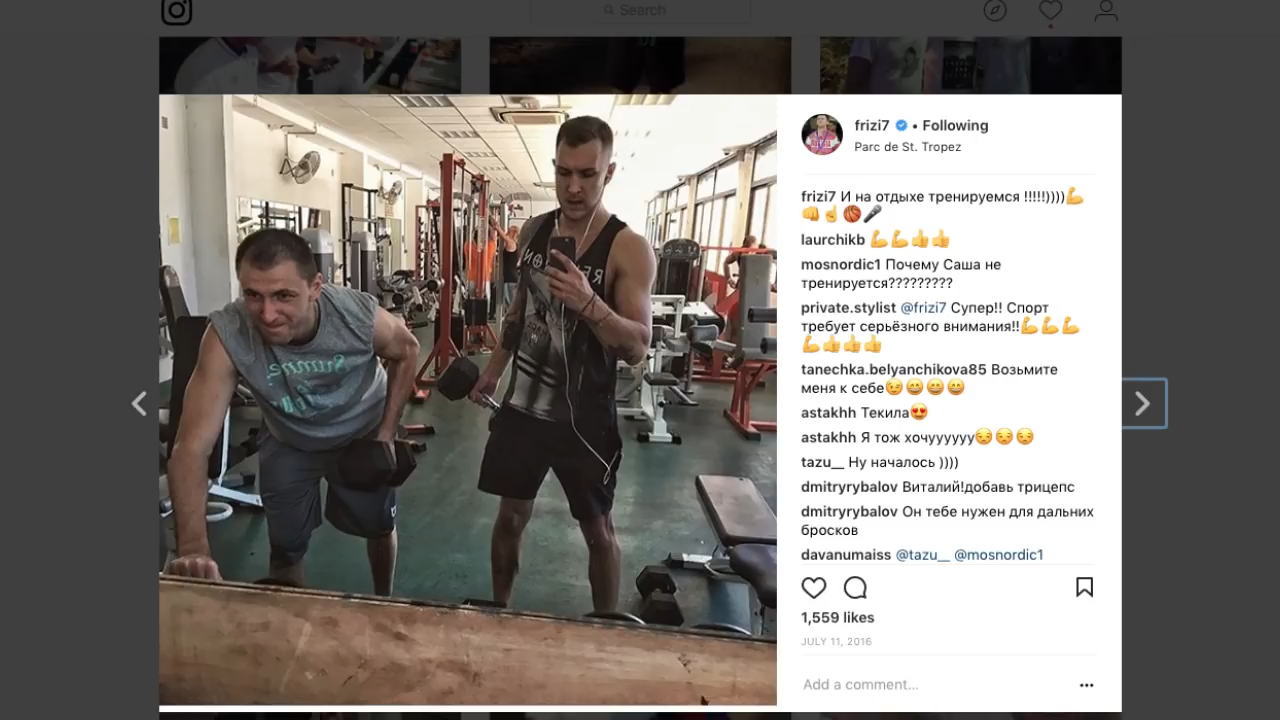 Search
frizi7 • Following
Parc de St. Tropez
frizi7 И на отдыхе тренируемся !!!!!))))💪
👊☝️🏀🎤
laurchikb 💪💪👍👍
mosnordic1 Почему Саша не
тренируется?????????
private.stylist @frizi7 Супер!! Спорт
требует серьёзного внимания!!💪💪💪
💪👍👍👍
tanechka.belyanchikova85 Возьмите
меня к себе😉😄😄😄
astakhh Текила😍
astakhh Я тож хочуууууу😒😒😒
tazu__ Ну началось ))))
dmitryrybalov Виталий!добавь трицепс
dmitryrybalov Он тебе нужен для дальних
бросков
davanumaiss @tazu__ @mosnordic1
1,559 likes
JULY 11, 2016
Add a comment...